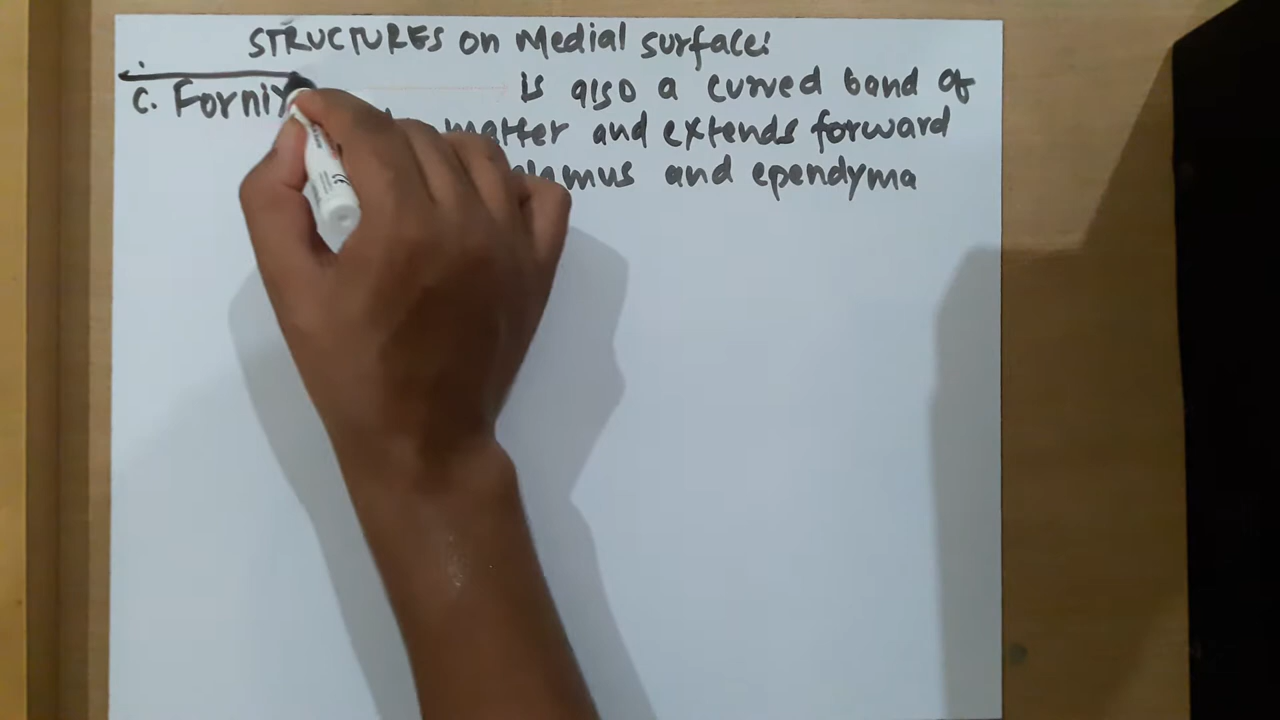 STRUCTURES on Medial surface:
C. Fornix is also a curved band of
matter and extends forward
and ependyma